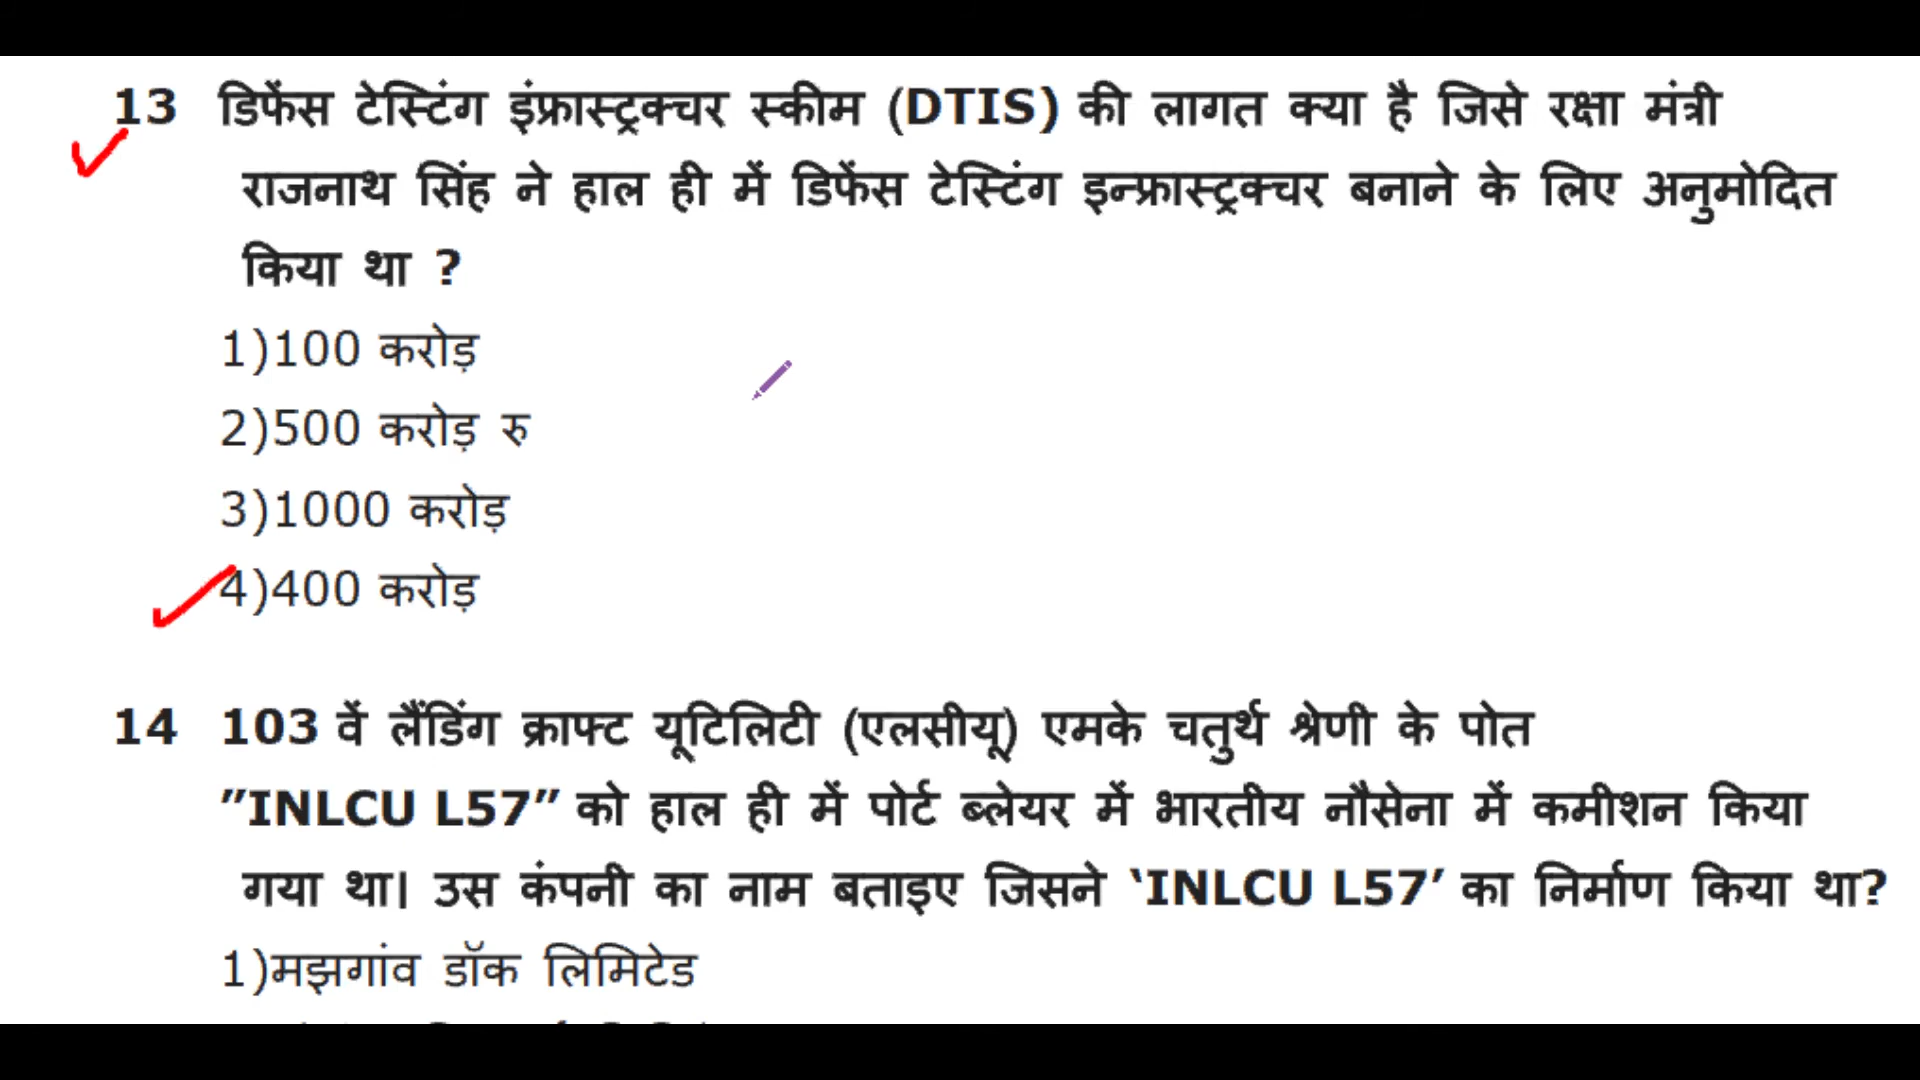 13 डिफेंस टेस्टिंग इंफ्रास्ट्रक्चर स्कीम (DTIS) की लागत क्या है जिसे रक्षा मंत्री
राजनाथ सिंह ने हाल ही में डिफेंस टेस्टिंग इन्फ्रास्ट्रक्चर बनाने के लिए अनुमोदित
किया था ?
1)100 करोड़
2)500 करोड़ रु
3)1000 करोड़
4)400 करोड़
14 103 वें लैंडिंग क्राफ्ट यूटिलिटी (एलसीयू) एमके चतुर्थ श्रेणी के पोत
”INLCU L57” को हाल ही में पोर्ट ब्लेयर में भारतीय नौसेना में कमीशन किया
गया था। उस कंपनी का नाम बताइए जिसने ‘INLCU L57’ का निर्माण किया था?
1)मझगांव डॉक लिमिटेड